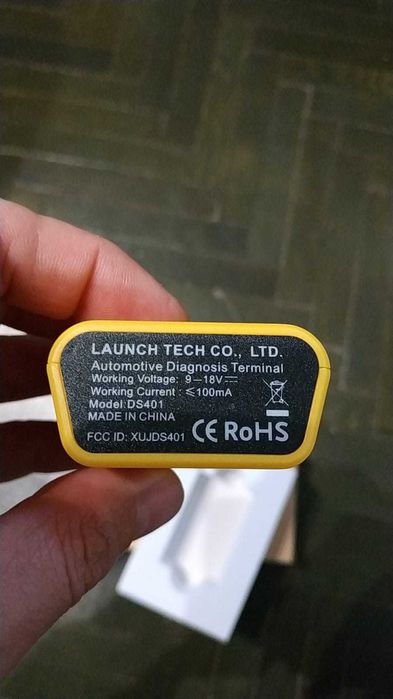 LAUNCH TECH CO., LTD.
Automotive Diagnosis Terminal
Working Voltage: 9—18V⎓
Working Current: ≤100mA
Model:DS401
MADE IN CHINA
FCC ID: XUJDS401 CE RoHS